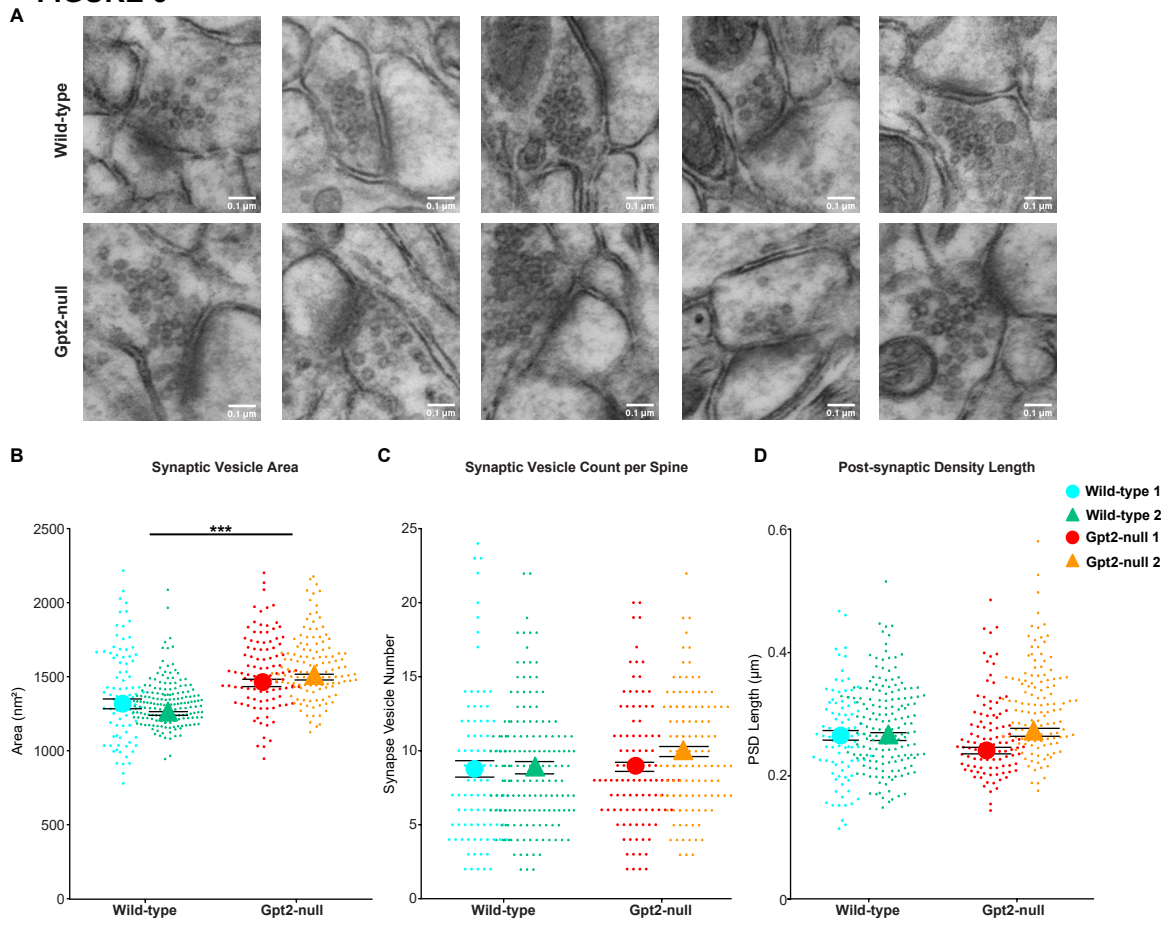 A
Wild-type
0.1 µm
0.1 µm
0.1 µm
0.1 µm
0.1 µm
Gpt2-null
0.1 µm
0.1 µm
0.1 µm
0.1 µm
0.1 µm
B
Synaptic Vesicle Area
***
Area (nm²)
2500
2000
1500
1000
500
0
Wild-type
Gpt2-null
C
Synaptic Vesicle Count per Spine
Synapse Vesicle Number
25
20
15
10
5
0
Wild-type
Gpt2-null
D
Post-synaptic Density Length
PSD Length (µm)
0.6
0.4
0.2
0
Wild-type
Gpt2-null
Wild-type 1
Wild-type 2
Gpt2-null 1
Gpt2-null 2